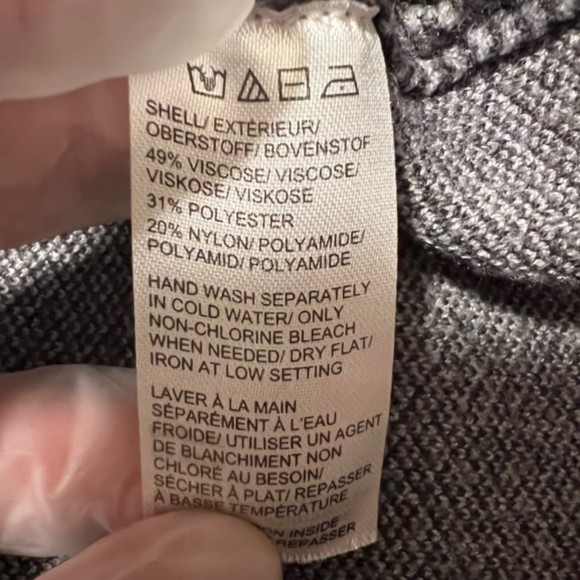 SHELL/ EXTÉRIEUR/
OBERSTOFF/ BOVENSTOF
49% VISCOSE/ VISCOSE/
VISKOSE/ VISKOSE
31% POLYESTER
20% NYLON/ POLYAMIDE/
POLYAMID/ POLYAMIDE
HAND WASH SEPARATELY
IN COLD WATER/ ONLY
NON-CHLORINE BLEACH
WHEN NEEDED/ DRY FLAT/
IRON AT LOW SETTING
LAVER À LA MAIN
SÉPARÉMENT À L'EAU
FROIDE/ UTILISER UN AGENT
DE BLANCHIMENT NON
CHLORÉ AU BESOIN/
SÉCHER À PLAT/ REPASSER
À BASSE TEMPÉRATURE
INSIDE
REPASSER